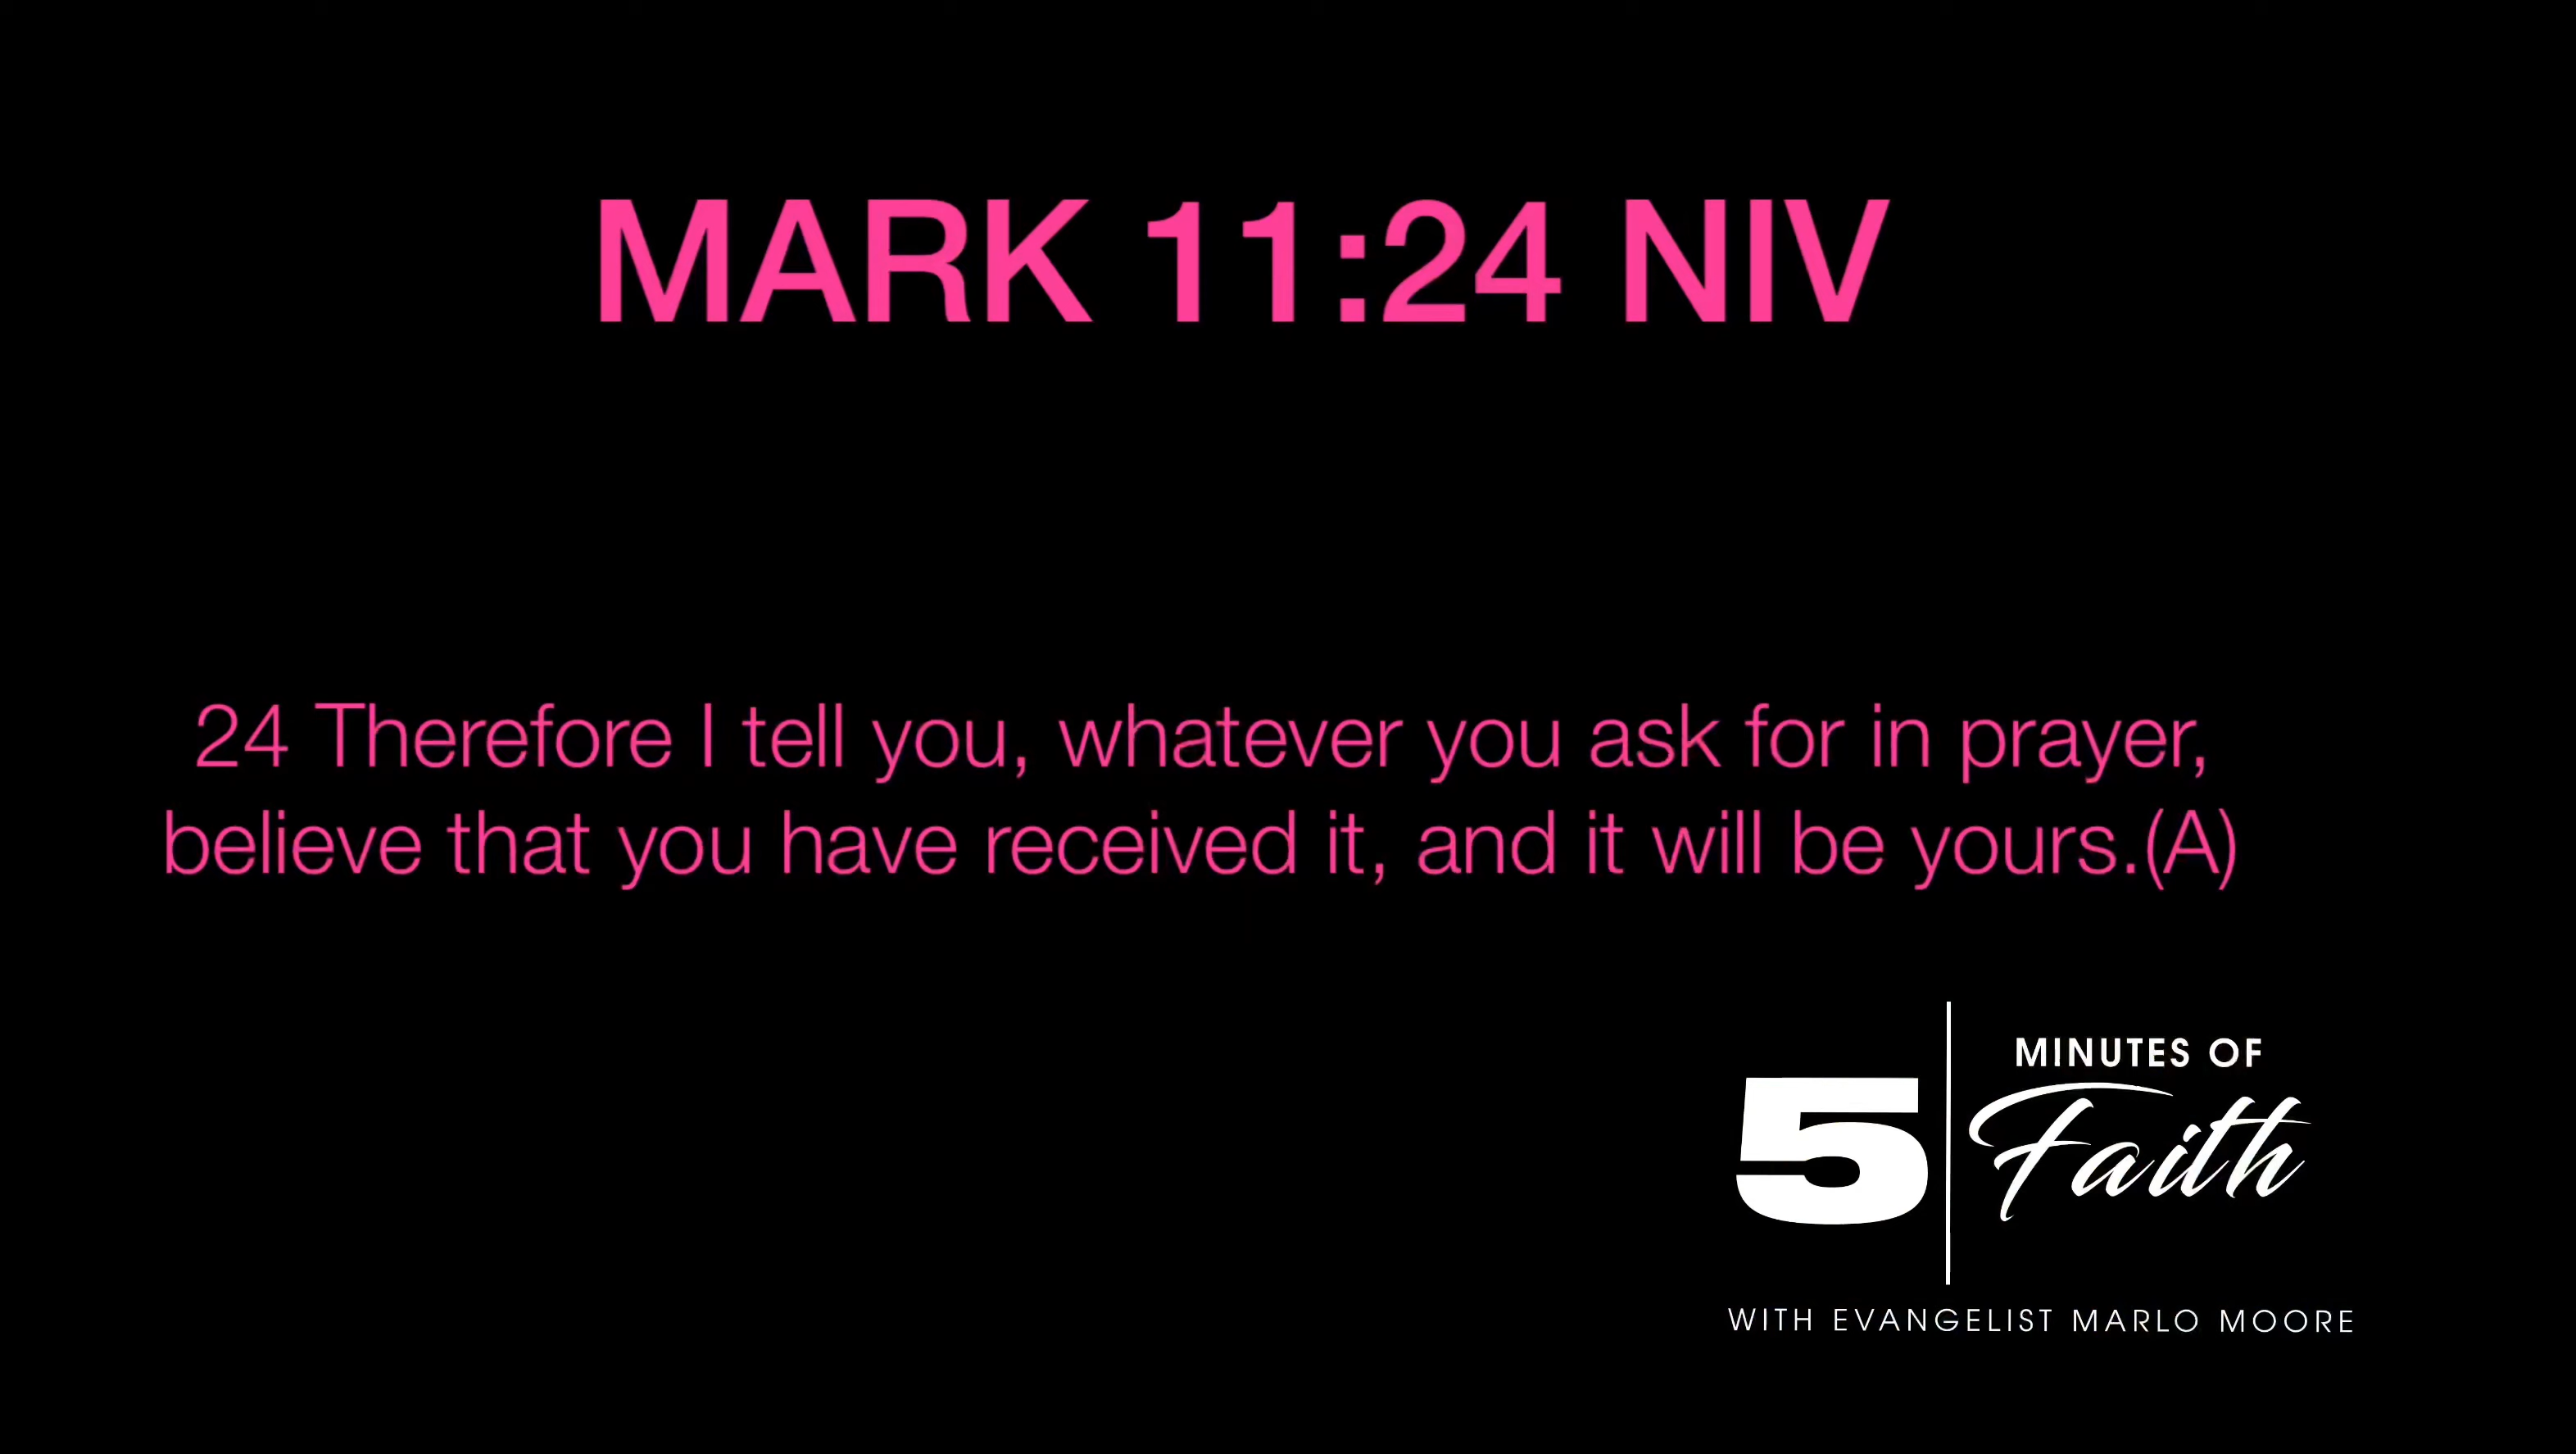 MARK 11:24 NIV
24 Therefore I tell you, whatever you ask for in prayer,
believe that you have received it, and it will be yours.(A)
5
MINUTES OF
Faith
WITH EVANGELIST MARLO MOORE